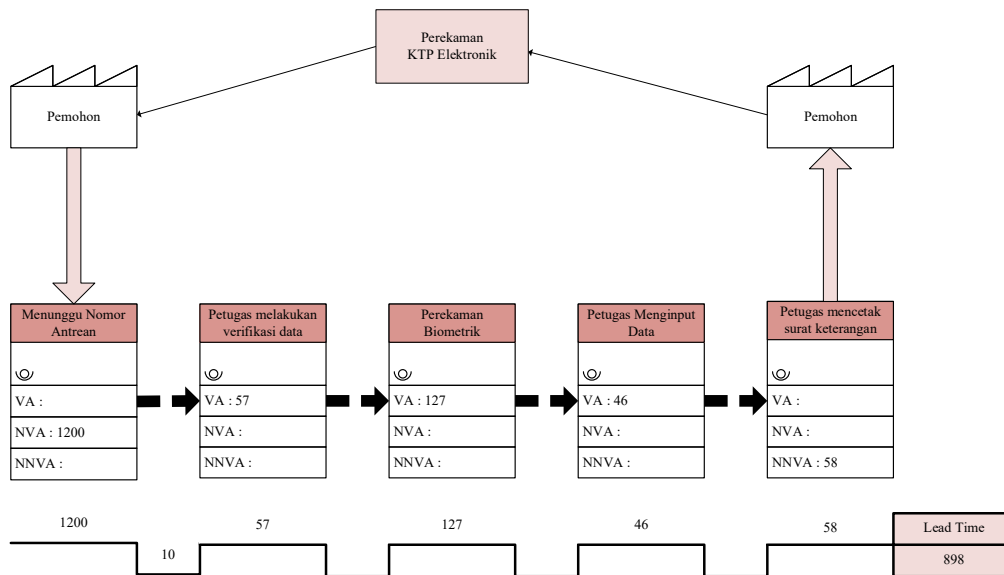 Perekaman
KTP Elektronik
Pemohon
Pemohon
Menunggu Nomor
Antrean
VA :
NVA : 1200
NNVA :
Petugas melakukan
verifikasi data
VA : 57
NVA :
NNVA :
Perekaman
Biometrik
VA : 127
NVA :
NNVA :
Petugas Menginput
Data
VA : 46
NVA :
NNVA :
Petugas mencetak
surat keterangan
VA :
NVA :
NNVA : 58
1200
10
57
127
46
58
Lead Time
898